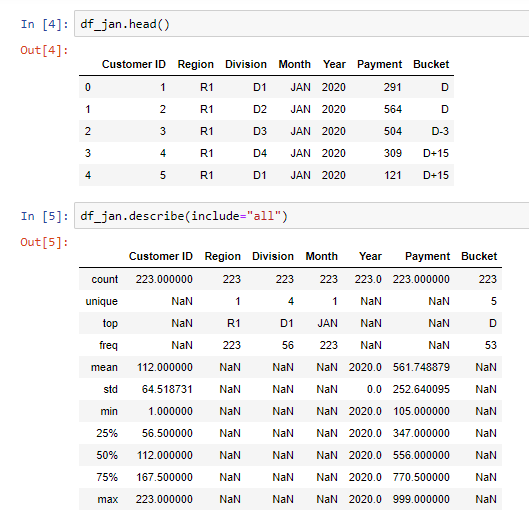 In [4]: df_jan.head()
Out[4]:
Customer ID Region Division Month Year Payment Bucket
0 1 R1 D1 JAN 2020 291 D
1 2 R1 D2 JAN 2020 564 D
2 3 R1 D3 JAN 2020 504 D-3
3 4 R1 D4 JAN 2020 309 D+15
4 5 R1 D1 JAN 2020 121 D+15
In [5]: df_jan.describe(include="all")
Out[5]:
Customer ID Region Division Month Year Payment Bucket
count 223.000000 223 223 223 223.0 223.000000 223
unique NaN 1 4 1 NaN NaN 5
top NaN R1 D1 JAN NaN NaN D
freq NaN 223 56 223 NaN NaN 53
mean 112.000000 NaN NaN NaN 2020.0 561.748879 NaN
std 64.518731 NaN NaN NaN 0.0 252.640095 NaN
min 1.000000 NaN NaN NaN 2020.0 105.000000 NaN
25% 56.500000 NaN NaN NaN 2020.0 347.000000 NaN
50% 112.000000 NaN NaN NaN 2020.0 556.000000 NaN
75% 167.500000 NaN NaN NaN 2020.0 770.500000 NaN
max 223.000000 NaN NaN NaN 2020.0 999.000000 NaN